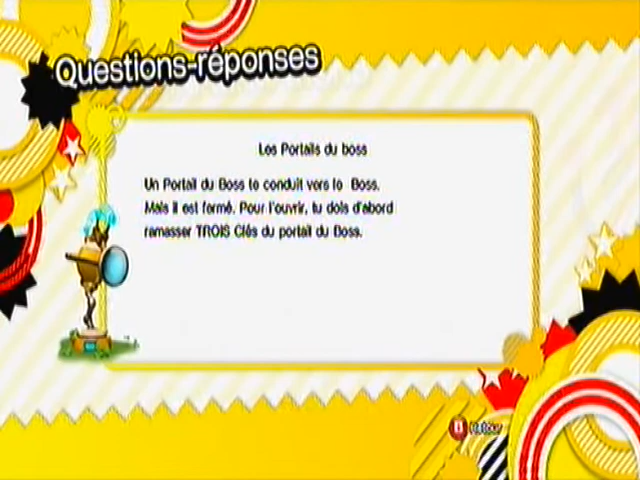 Questions-réponses
Les Portails du boss
Un Portail du Boss te conduit vers le Boss.
Mais il est fermé. Pour l'ouvrir, tu dois d'abord
ramasser TROIS Clés du portail du Boss.
B Retour